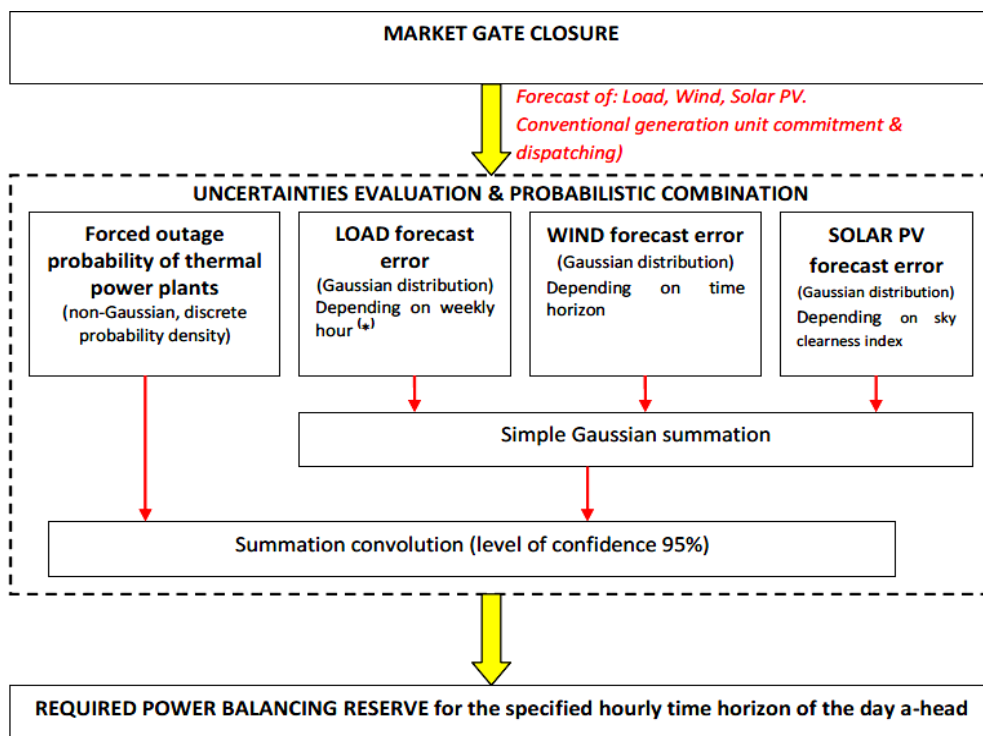 MARKET GATE CLOSURE
Forecast of: Load, Wind, Solar PV.
Conventional generation unit commitment &
dispatching)
UNCERTAINTIES EVALUATION & PROBABILISTIC COMBINATION
Forced outage
probability of thermal
power plants
(non-Gaussian, discrete
probability density)
LOAD forecast
error
(Gaussian distribution)
Depending on weekly
hour (*)
WIND forecast error
(Gaussian distribution)
Depending on time
horizon
SOLAR PV
forecast error
(Gaussian distribution)
Depending on sky
clearness index
Simple Gaussian summation
Summation convolution (level of confidence 95%)
REQUIRED POWER BALANCING RESERVE for the specified hourly time horizon of the day a-head